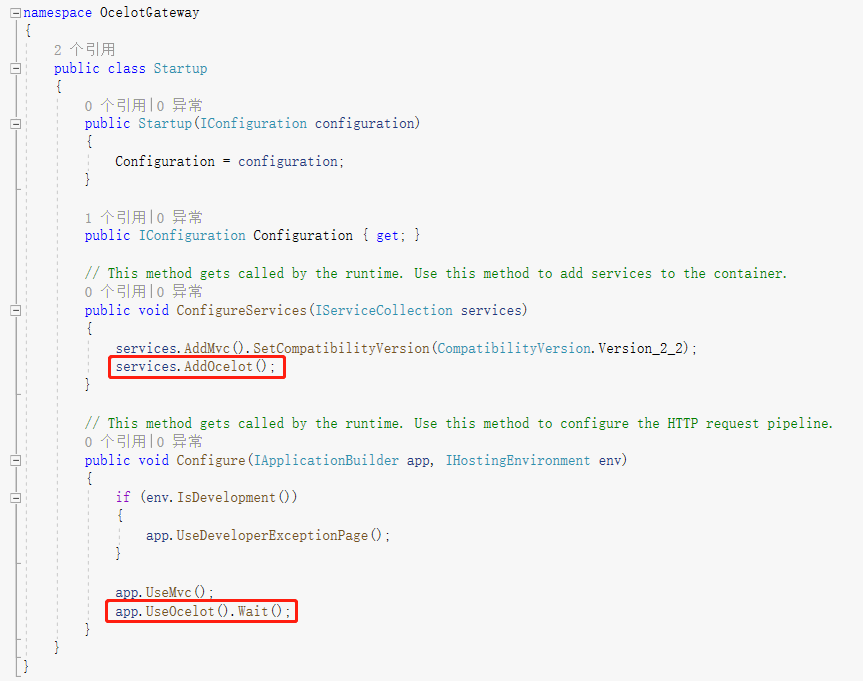 namespace OcelotGateway
{
2 个引用
public class Startup
{
0 个引用|0 异常
public Startup(IConfiguration configuration)
{
Configuration = configuration;
}
1 个引用|0 异常
public IConfiguration Configuration { get; }
// This method gets called by the runtime. Use this method to add services to the container.
0 个引用|0 异常
public void ConfigureServices(IServiceCollection services)
{
services.AddMvc().SetCompatibilityVersion(CompatibilityVersion.Version_2_2);
services.AddOcelot();
}
// This method gets called by the runtime. Use this method to configure the HTTP request pipeline.
0 个引用|0 异常
public void Configure(IApplicationBuilder app, IHostingEnvironment env)
{
if (env.IsDevelopment())
{
app.UseDeveloperExceptionPage();
}
app.UseMvc();
app.UseOcelot().Wait();
}
}
}